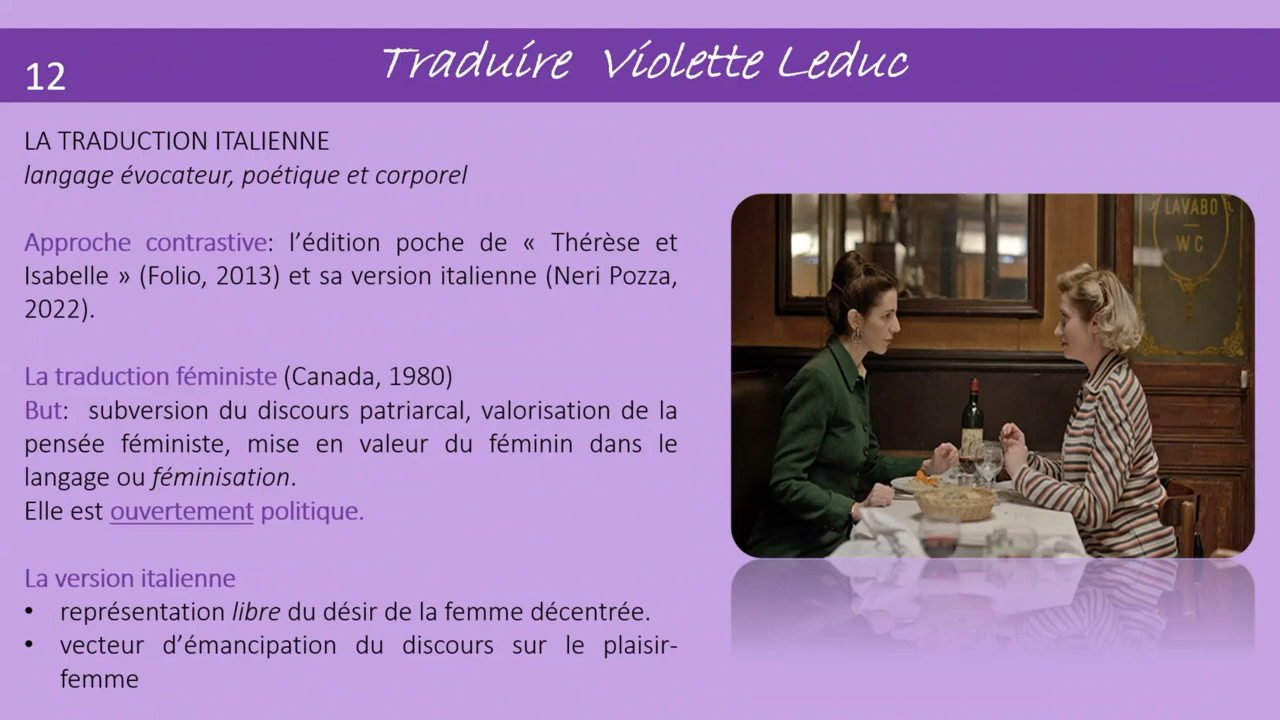 12
Traduire Violette Leduc
LA TRADUCTION ITALIENNE
langage évocateur, poétique et corporel
Approche contrastive: l’édition poche de « Thérèse et
Isabelle » (Folio, 2013) et sa version italienne (Neri Pozza,
2022).
La traduction féministe (Canada, 1980)
But: subversion du discours patriarcal, valorisation de la
pensée féministe, mise en valeur du féminin dans le
langage ou féminisation.
Elle est ouvertement politique.
La version italienne
• représentation libre du désir de la femme décentrée.
• vecteur d’émancipation du discours sur le plaisir-
femme
LAVABO
WC